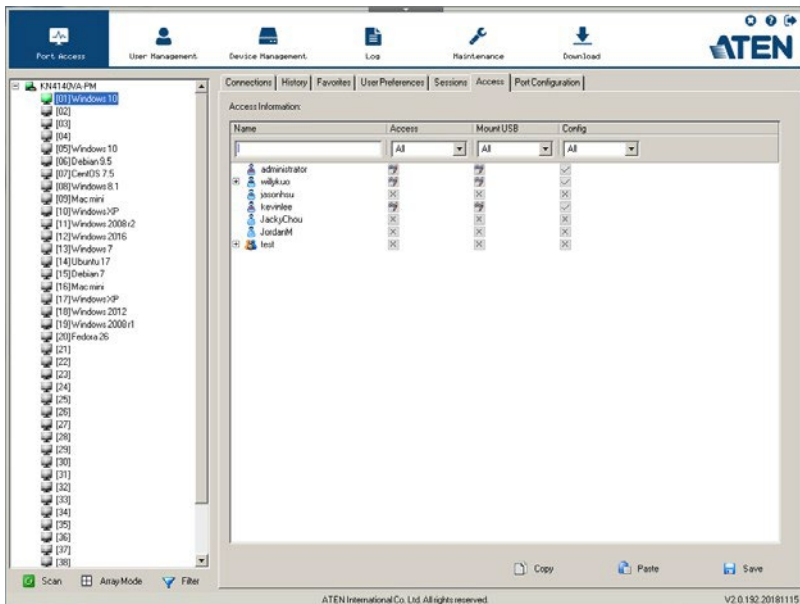 ATEN
Port Access
User Management
Device Management
Log
Maintenance
Download
KN4140VA-PM
[01]Windows 10
[02]
[03]
[04]
[05]Windows 10
[06]Debian 9.5
[07]CentOS 7.5
[08]Windows 8.1
[09]Mac mini
[10]Windows XP
[11]Windows 2008 r2
[12]Windows 2016
[13]Windows 7
[14]Ubuntu 17
[15]Debian 7
[16]Mac mini
[17]Windows XP
[18]Windows 2012
[19]Windows 2008 r1
[20]Fedora 26
[21]
[22]
[23]
[24]
[25]
[26]
[27]
[28]
[29]
[30]
[31]
[32]
[33]
[34]
[35]
[36]
[37]
[38]
Scan Array Mode Filter
Connections History Favorites User Preferences Sessions Access Port Configuration
Access Information:
Name Access Mount USB Config
All All All
administrator
willykuo
jasonhsu
kevinlee
JackyChou
JordanM
test
Copy Paste Save
ATEN International Co. Ltd. All rights reserved.
V2.0.192.20181115